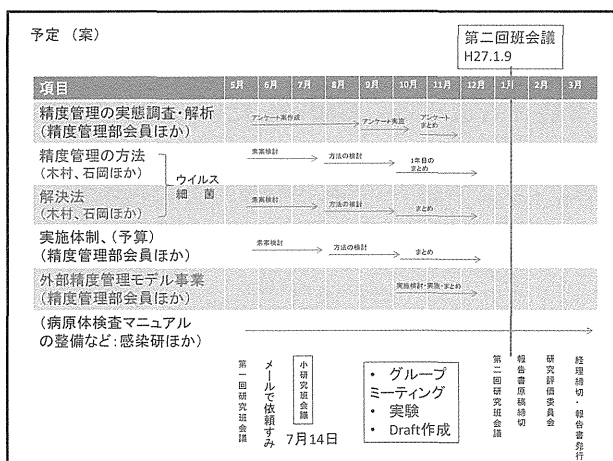 予定（案）
第二回班会議
H27.1.9
項目 5月 6月 7月 8月 9月 10月 11月 12月 1月 2月 3月
精度管理の実態調査・解析
(精度管理部会員ほか)
アンケート案作成
アンケート実施
アンケート
まとめ
精度管理の方法
(木村、石岡ほか)
素案検討
方法の検討
1年目の
まとめ
ウイルス
細菌
解決法
(木村、石岡ほか)
素案検討
方法の検討
まとめ
実施体制、(予算)
(精度管理部会員ほか)
素案検討
方法の検討
まとめ
外部精度管理モデル事業
(精度管理部会員ほか)
実施検討・実施・まとめ
(病原体検査マニュアル
の整備など：感染研ほか)
第一回研究班会議
メールで依頼すみ
小研究班会議
7月14日
• グループ
ミーティング
• 実験
• Draft作成
第二回研究班会議
報告書原稿締切
研究評価委員会
経理締切・報告書発行